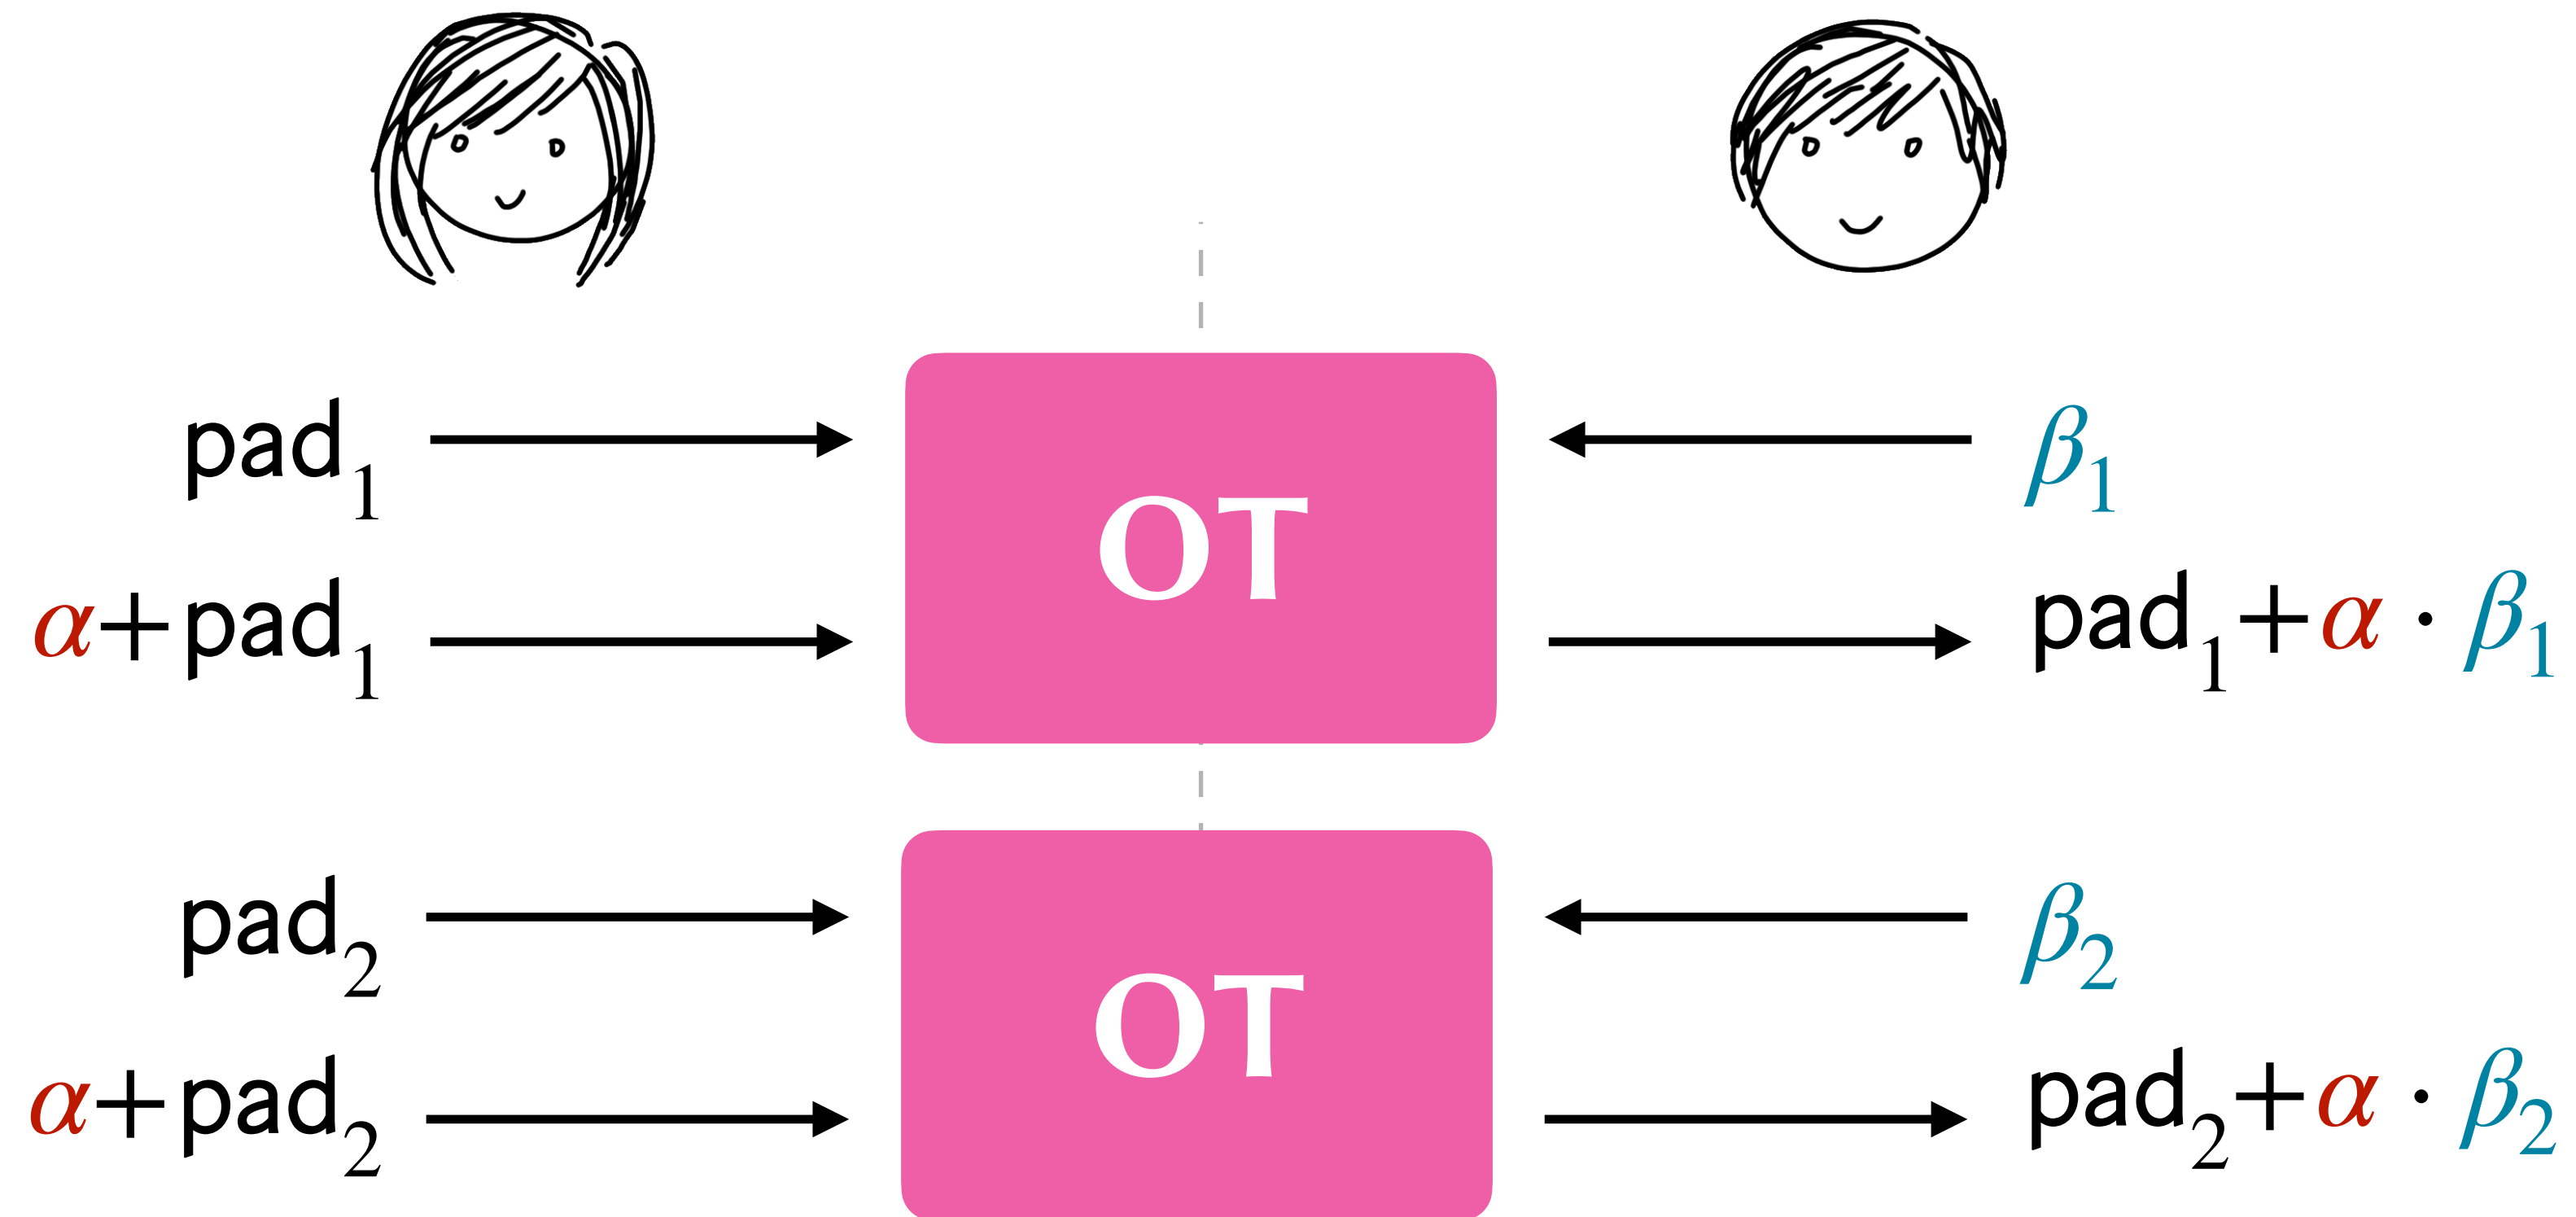 pad₁ β₁
OT
α+pad₁ pad₁+α · β₁
pad₂ β₂
OT
α+pad₂ pad₂+α · β₂